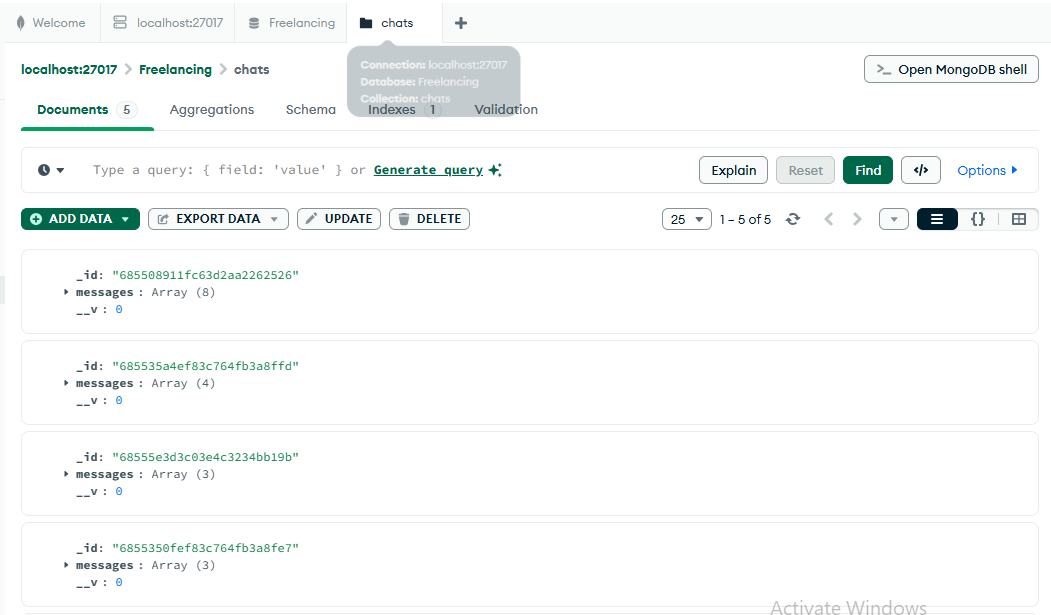 Welcome localhost:27017 Freelancing chats
localhost:27017 Freelancing chats
Connection: localhost:27017
Database: Freelancing
Collection: chats
>_ Open MongoDB shell
Documents 5 Aggregations Schema Indexes 1 Validation
Type a query: { field: 'value' } or Generate query
Explain Reset Find </> Options
ADD DATA EXPORT DATA UPDATE DELETE 25 1 – 5 of 5 {}
_id: "685508911fc63d2aa2262526"
messages : Array (8)
__v : 0
_id: "685535a4ef83c764fb3a8ffd"
messages : Array (4)
__v : 0
_id: "68555e3d3c03e4c3234bb19b"
messages : Array (3)
__v : 0
_id: "6855350fef83c764fb3a8fe7"
messages : Array (3)
__v : 0
Activate Windows